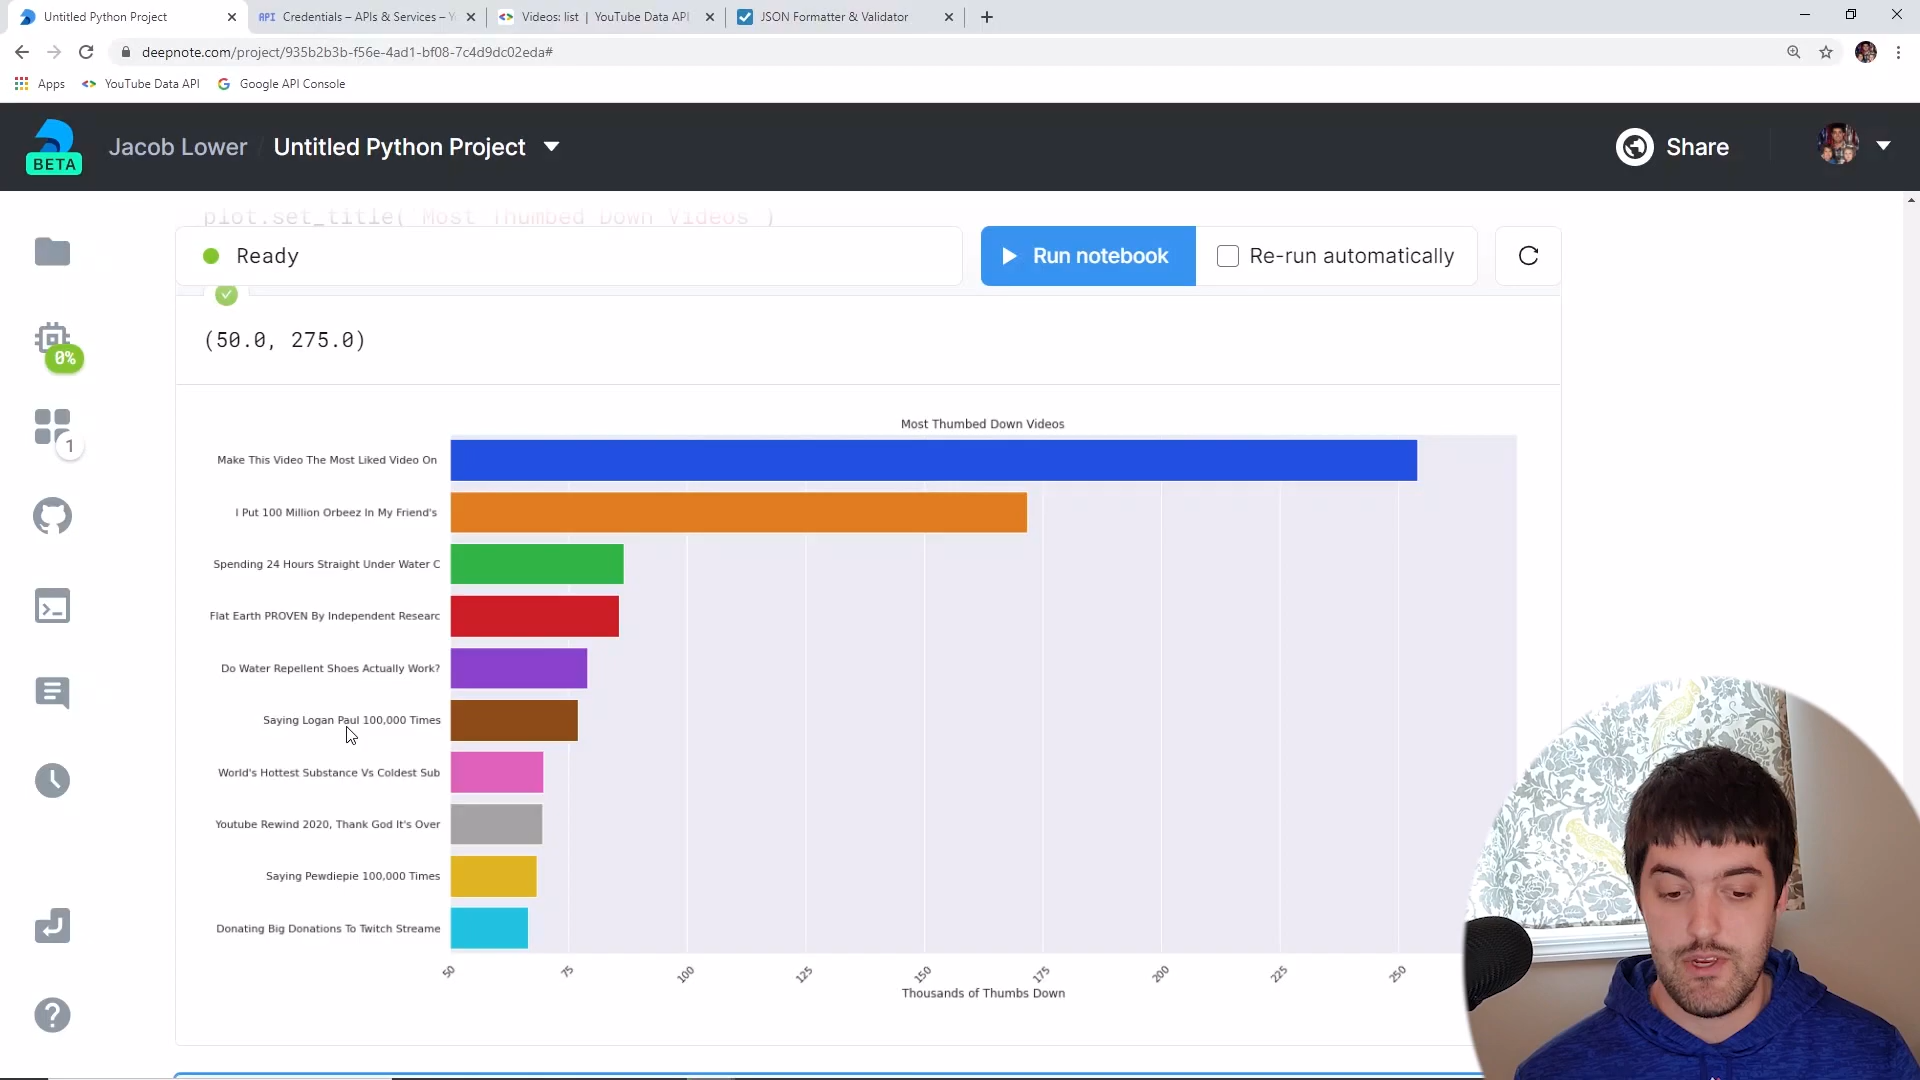 Untitled Python Project
API Credentials – APIs & Services – Y
Videos: list | YouTube Data API
JSON Formatter & Validator
deepnote.com/project/935b2b3b-f56e-4ad1-bf08-7c4d9dc02eda#
Apps
YouTube Data API
Google API Console
BETA
Jacob Lower / Untitled Python Project
Share
plot.set_title('Most Thumbed Down Videos')
Ready
Run notebook
Re-run automatically
0%
(50.0, 275.0)
1
Most Thumbed Down Videos
Make This Video The Most Liked Video On
I Put 100 Million Orbeez In My Friend's
Spending 24 Hours Straight Under Water C
Flat Earth PROVEN By Independent Researc
Do Water Repellent Shoes Actually Work?
Saying Logan Paul 100,000 Times
World's Hottest Substance Vs Coldest Sub
Youtube Rewind 2020, Thank God It's Over
Saying Pewdiepie 100,000 Times
Donating Big Donations To Twitch Streame
50 75 100 125 150 175 200 225 250
Thousands of Thumbs Down